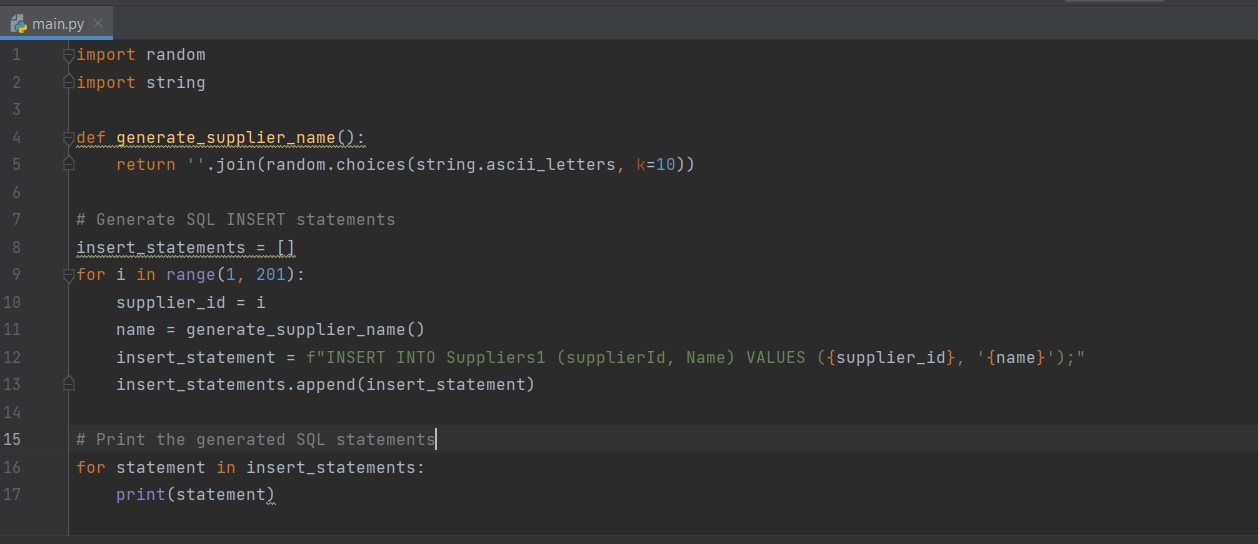 main.py
1 import random
2 import string
3
4 def generate_supplier_name():
5     return ''.join(random.choices(string.ascii_letters, k=10))
6
7 # Generate SQL INSERT statements
8 insert_statements = []
9 for i in range(1, 201):
10     supplier_id = i
11     name = generate_supplier_name()
12     insert_statement = f"INSERT INTO Suppliers1 (supplierId, Name) VALUES ({supplier_id}, '{name}');"
13     insert_statements.append(insert_statement)
14
15 # Print the generated SQL statements
16 for statement in insert_statements:
17     print(statement)